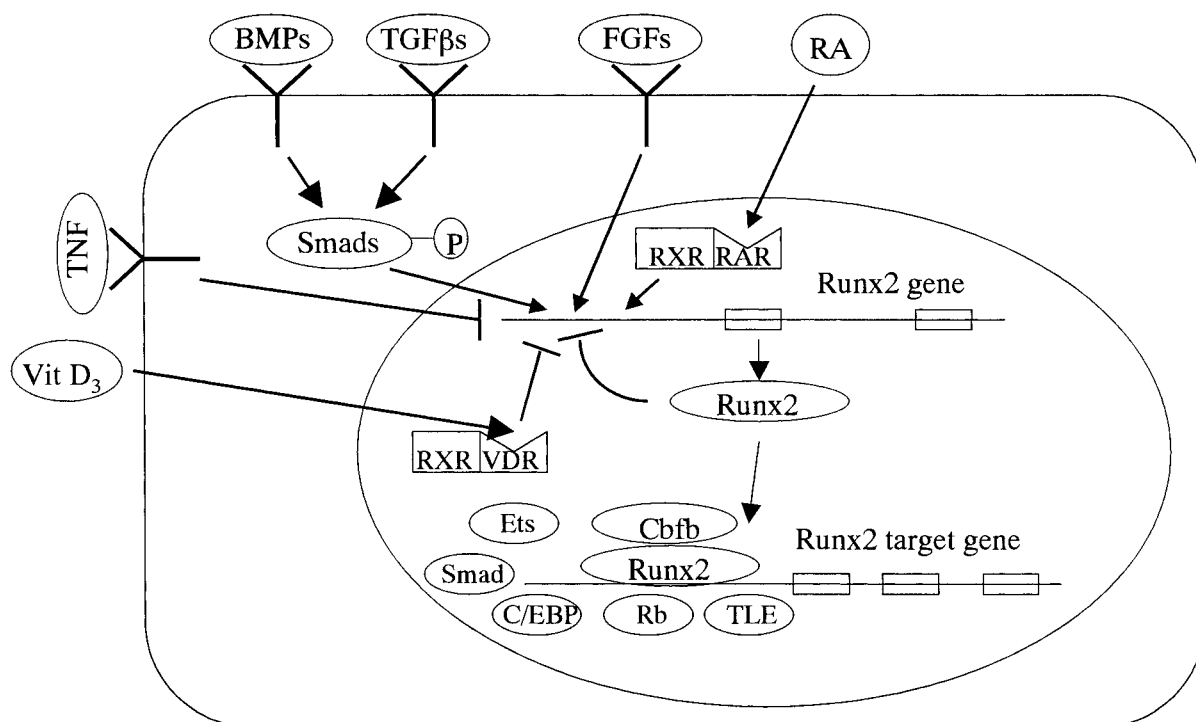 BMPs
TGFβs
FGFs
RA
TNF
Smads
P
RXR RAR
Runx2 gene
Vit D₃
Runx2
RXR VDR
Ets
Cbfb
Runx2 target gene
Smad
Runx2
C/EBP
Rb
TLE